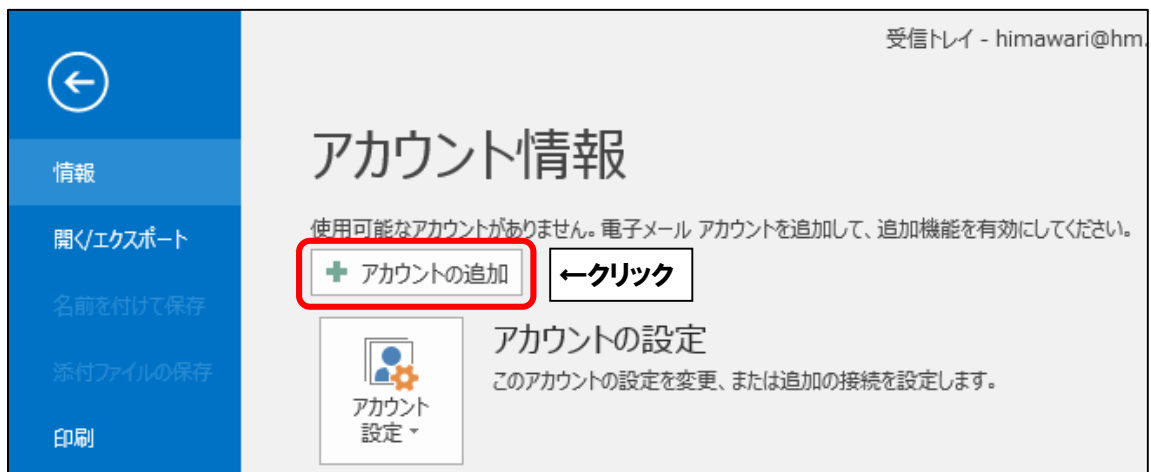 受信トレイ - himawari@hm.
アカウント情報
情報
使用可能なアカウントがありません。電子メール アカウントを追加して、追加機能を有効にしてください。
開く/エクスポート
+ アカウントの追加
←クリック
名前を付けて保存
アカウントの設定
このアカウントの設定を変更、または追加の接続を設定します。
添付ファイルの保存
アカウント
設定
印刷